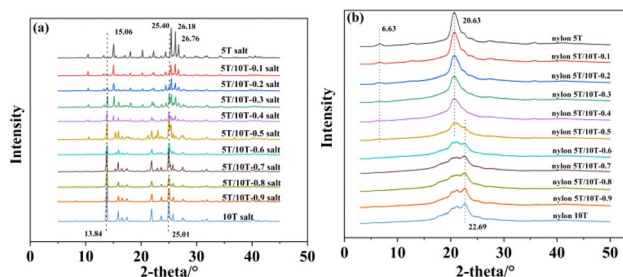 (a)
15.06
25.40
26.18
26.76
5T salt
5T/10T-0.1 salt
5T/10T-0.2 salt
5T/10T-0.3 salt
5T/10T-0.4 salt
5T/10T-0.5 salt
5T/10T-0.6 salt
5T/10T-0.7 salt
5T/10T-0.8 salt
5T/10T-0.9 salt
10T salt
13.84
25.01
Intensity
0 10 20 30 40 50
2-theta/°
(b)
6.63
20.63
nylon 5T
nylon 5T/10T-0.1
nylon 5T/10T-0.2
nylon 5T/10T-0.3
nylon 5T/10T-0.4
nylon 5T/10T-0.5
nylon 5T/10T-0.6
nylon 5T/10T-0.7
nylon 5T/10T-0.8
nylon 5T/10T-0.9
nylon 10T
22.69
Intensity
0 10 20 30 40 50
2-theta/°